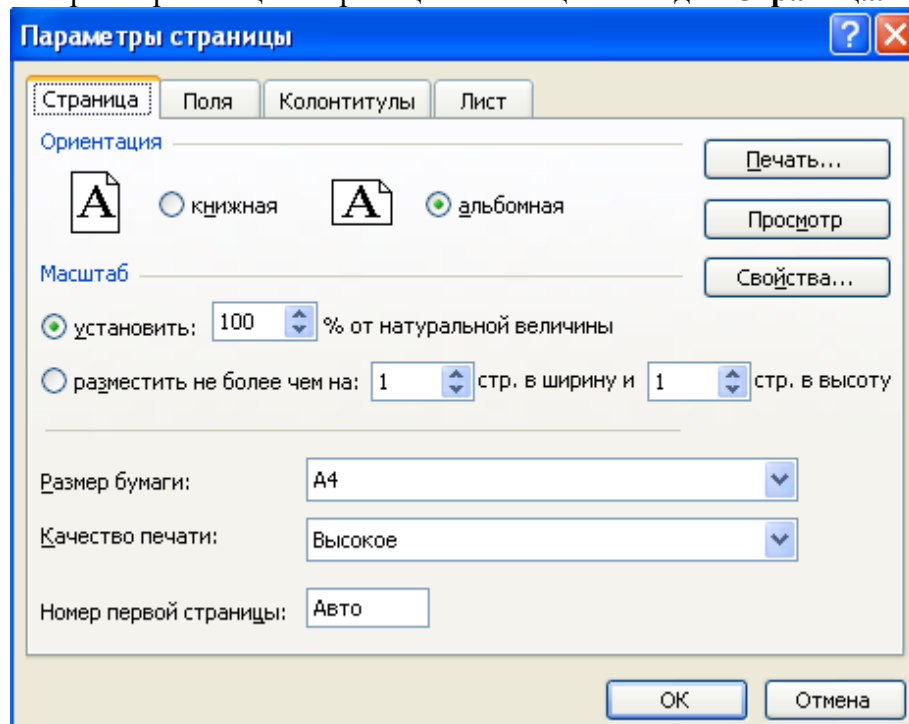 Параметры страницы
Страница Поля Колонтитулы Лист
Ориентация
Печать...
A книжная A альбомная
Просмотр
Масштаб
Свойства...
установить: 100 % от натуральной величины
разместить не более чем на: 1 стр. в ширину и 1 стр. в высоту
Размер бумаги: A4
Качество печати: Высокое
Номер первой страницы: Авто
ОК Отмена